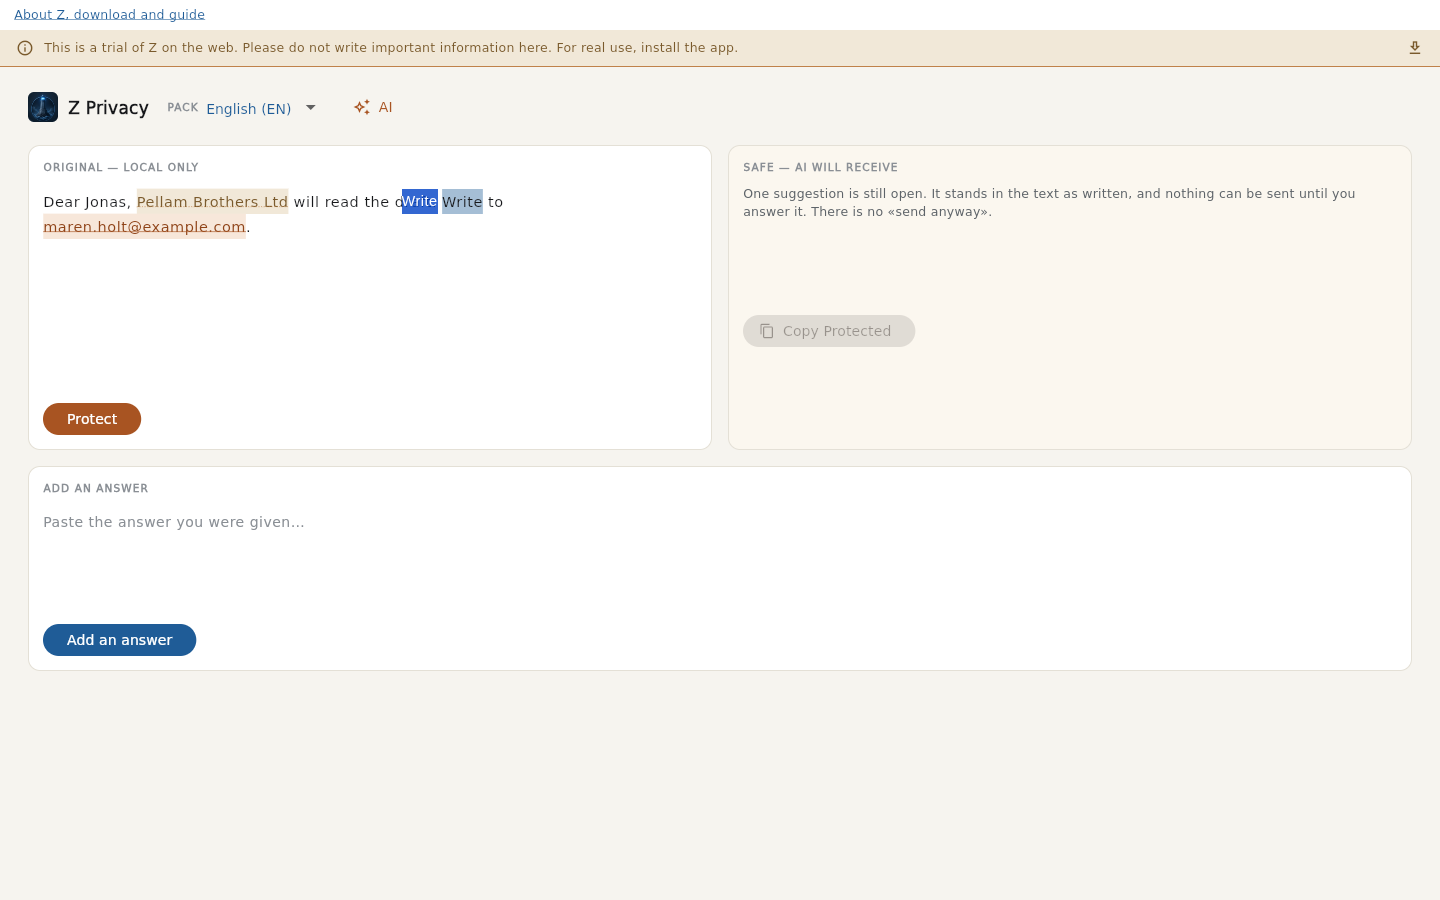 About Z, download and guide
This is a trial of Z on the web. Please do not write important information here. For real use, install the app.
Z Privacy PACK English (EN) AI
ORIGINAL — LOCAL ONLY
Dear Jonas, Pellam Brothers Ltd will read the Write Write to
maren.holt@example.com.
Protect
SAFE — AI WILL RECEIVE
One suggestion is still open. It stands in the text as written, and nothing can be sent until you
answer it. There is no «send anyway».
Copy Protected
ADD AN ANSWER
Paste the answer you were given…
Add an answer